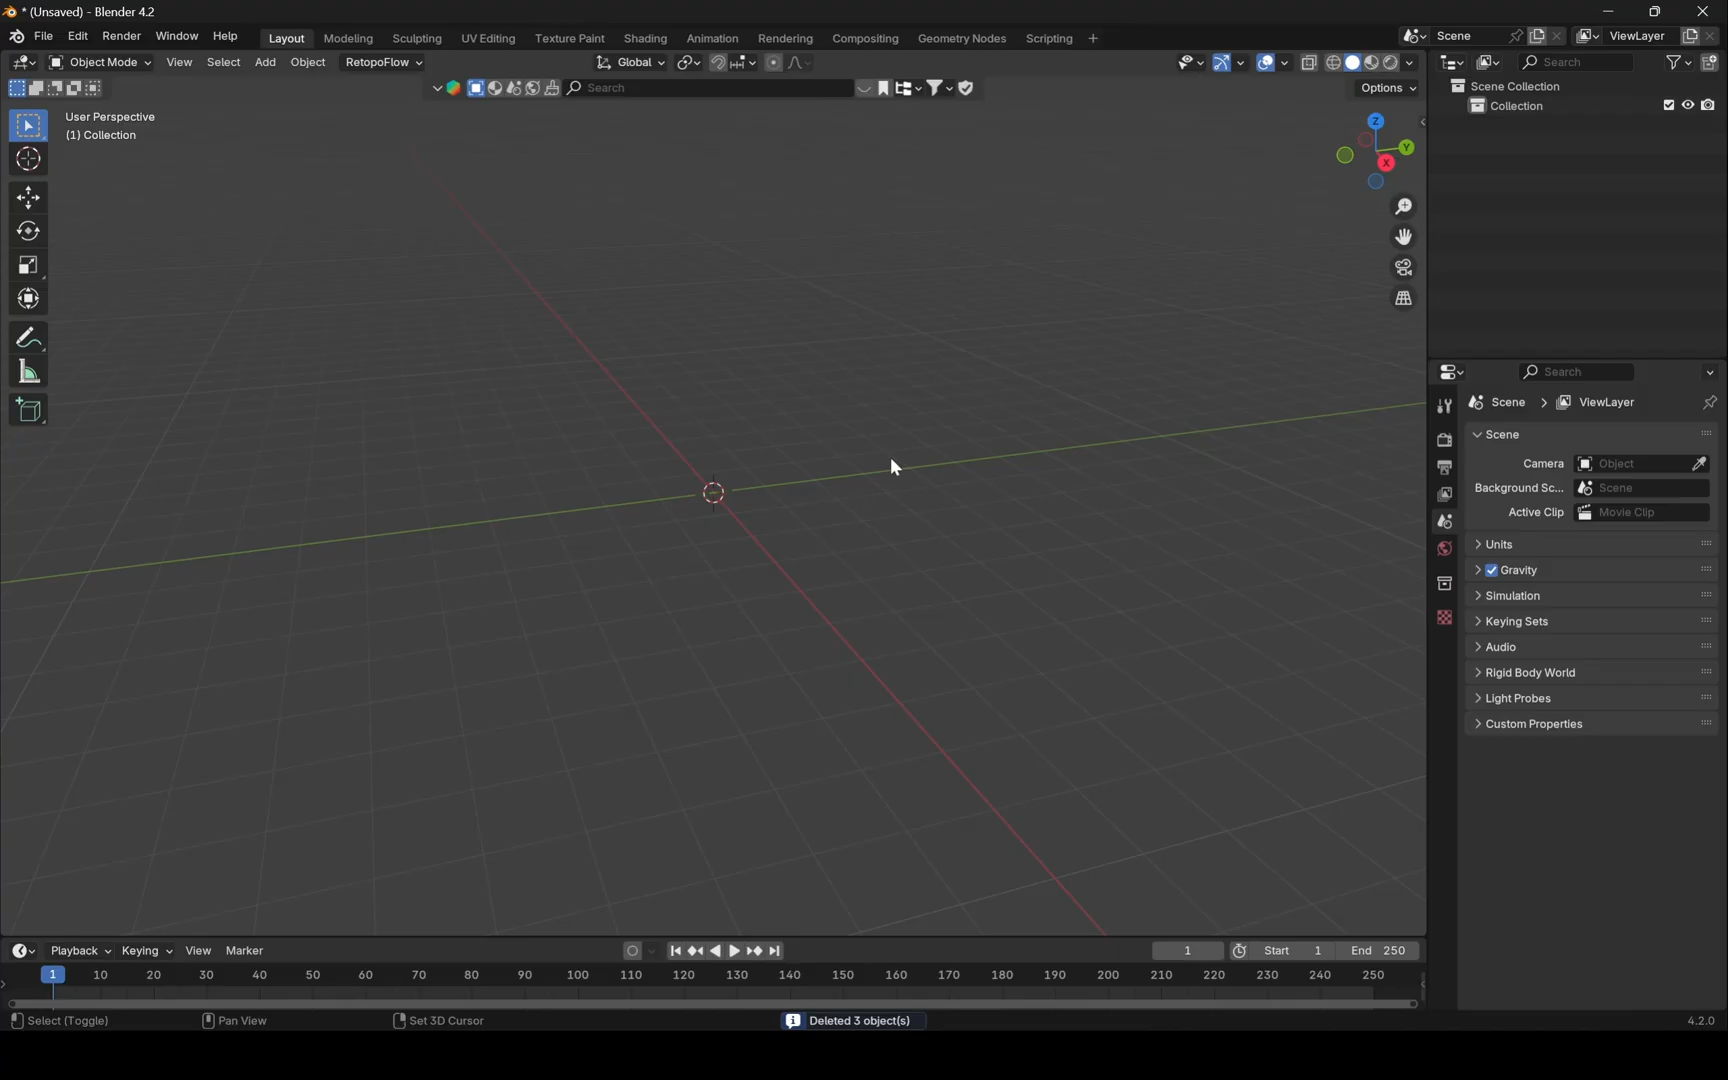 * (Unsaved) - Blender 4.2
File Edit Render Window Help Layout Modeling Sculpting UV Editing Texture Paint Shading Animation Rendering Compositing Geometry Nodes Scripting + Scene ViewLayer
Object Mode View Select Add Object RetopoFlow Global Search
Search Options
Scene Collection
Collection
User Perspective
(1) Collection
Z
Y
X
Search
Scene ViewLayer
Scene
Camera Object
Background Sc... Scene
Active Clip Movie Clip
Units
Gravity
Simulation
Keying Sets
Audio
Rigid Body World
Light Probes
Custom Properties
Playback Keying View Marker 1 Start 1 End 250
1 10 20 30 40 50 60 70 80 90 100 110 120 130 140 150 160 170 180 190 200 210 220 230 240 250
Select (Toggle) Pan View Set 3D Cursor Deleted 3 object(s) 4.2.0